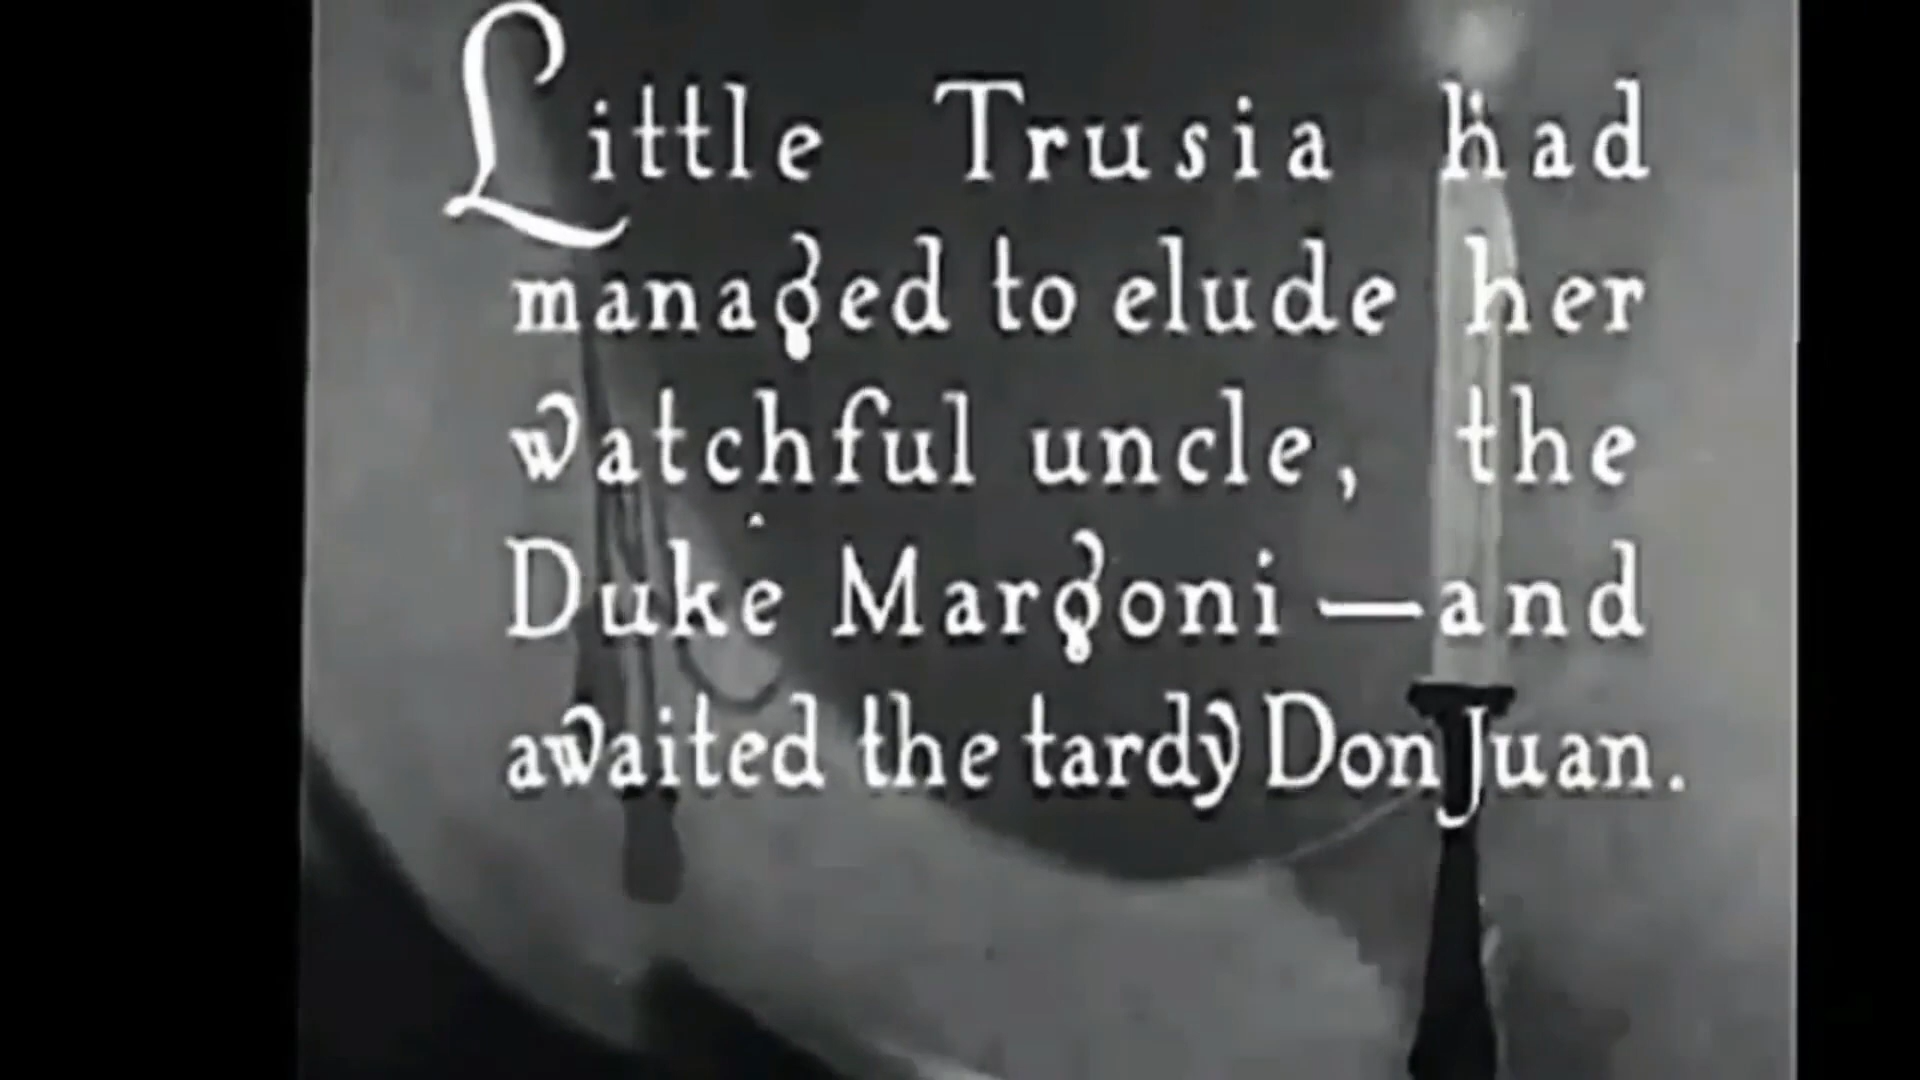 Little Trusia had
managed to elude her
watchful uncle, the
Duke Margoni — and
awaited the tardy Don Juan.